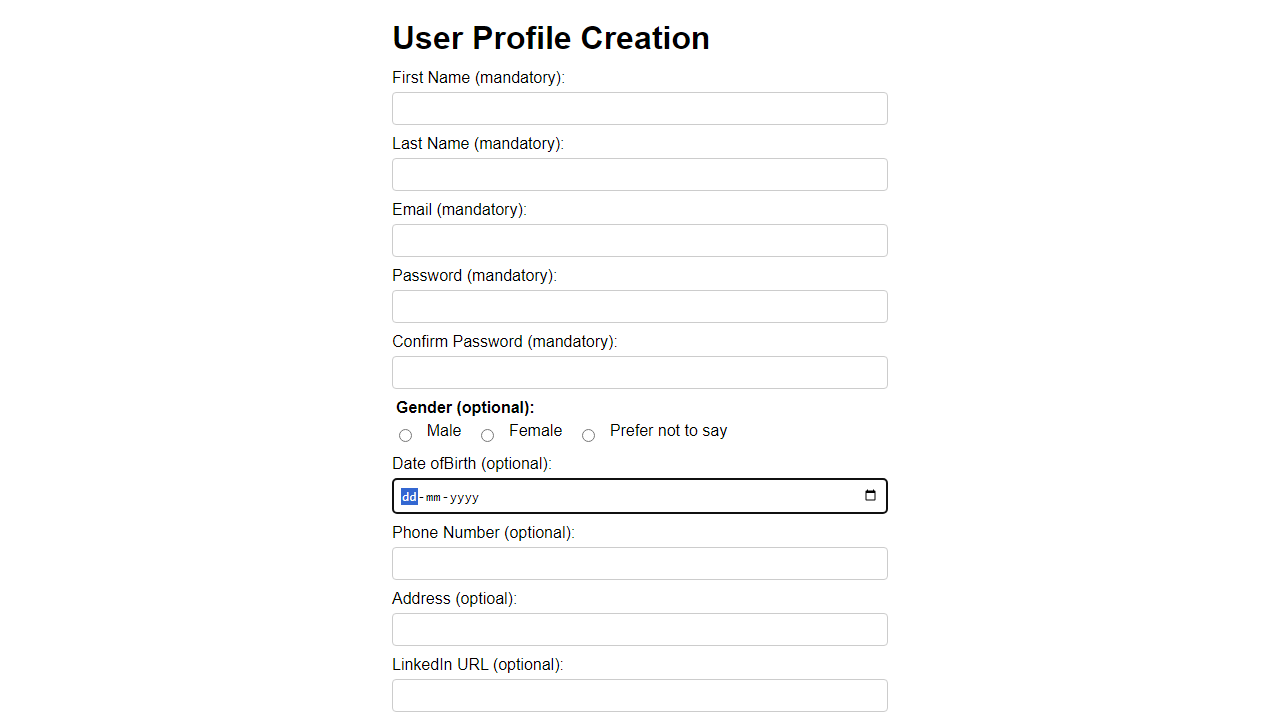 User Profile Creation
First Name (mandatory):
Last Name (mandatory):
Email (mandatory):
Password (mandatory):
Confirm Password (mandatory):
Gender (optional):
Male Female Prefer not to say
Date ofBirth (optional):
dd-mm-yyyy
Phone Number (optional):
Address (optioal):
LinkedIn URL (optional):